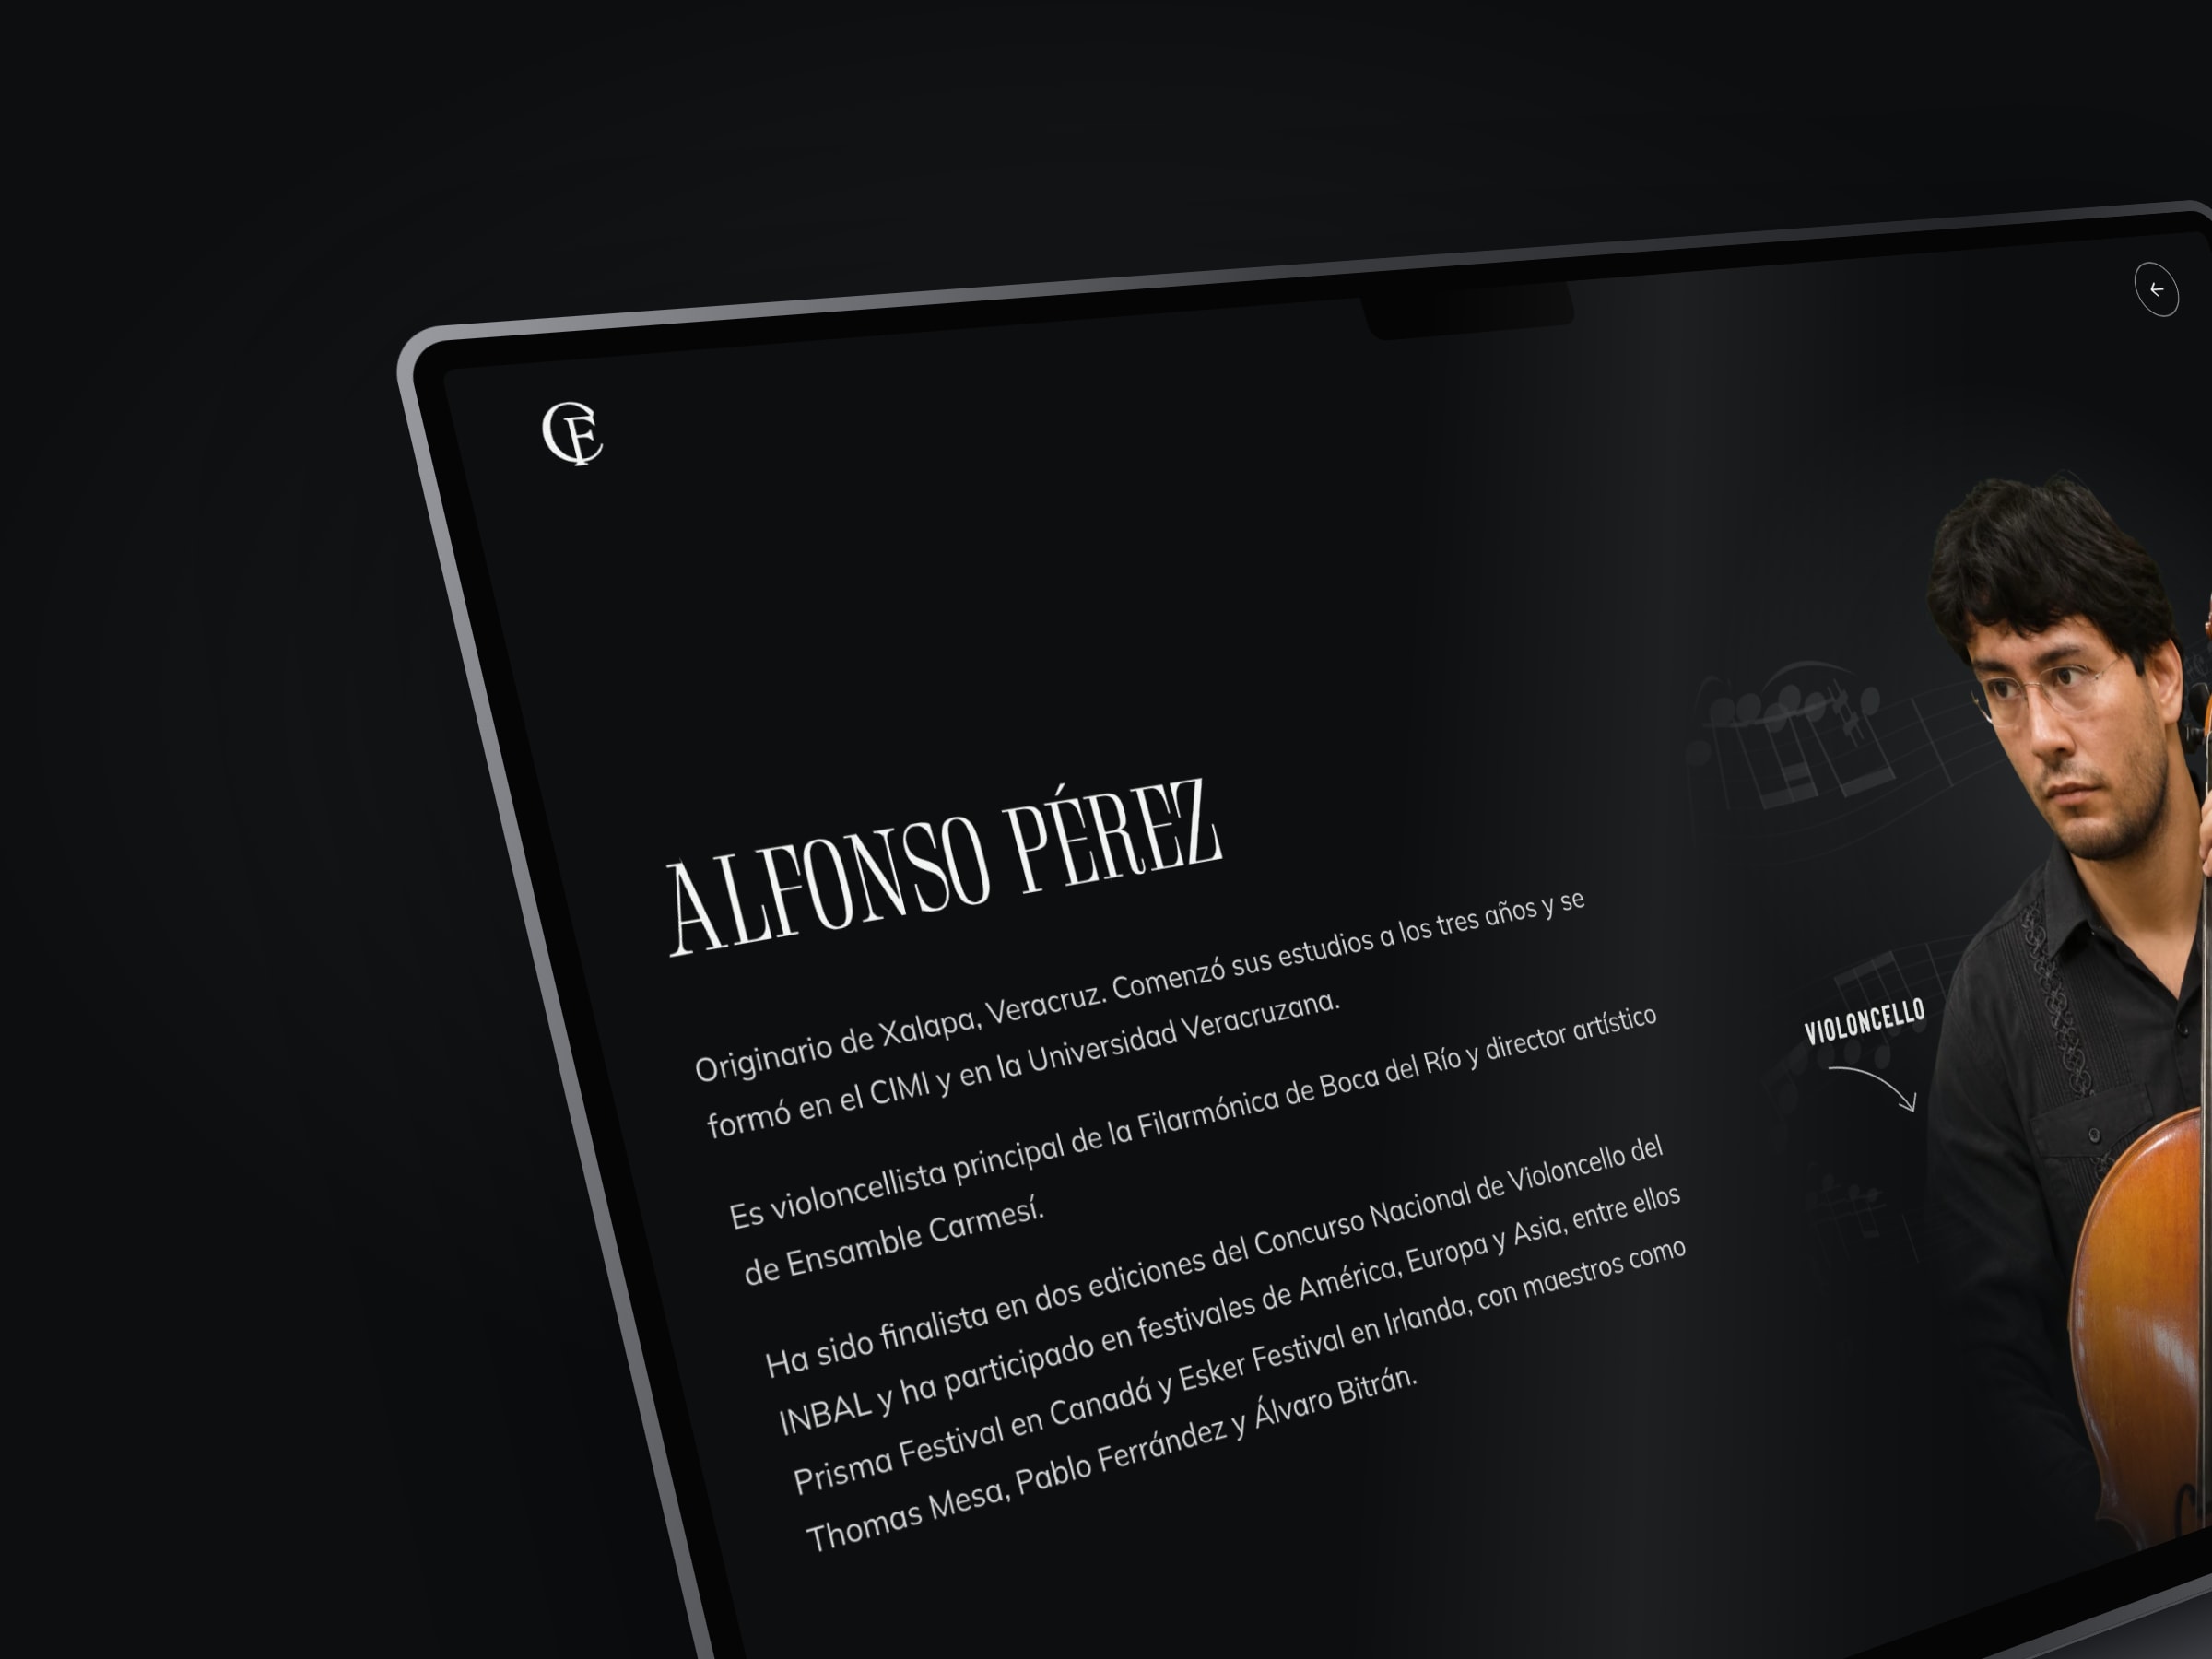 CE
ALFONSO PÉREZ
Originario de Xalapa, Veracruz. Comenzó sus estudios a los tres años y se
formó en el CIMI y en la Universidad Veracruzana.
Es violoncellista principal de la Filarmónica de Boca del Río y director artístico
de Ensamble Carmesí.
Ha sido finalista en dos ediciones del Concurso Nacional de Violoncello del
INBAL y ha participado en festivales de América, Europa y Asia, entre ellos
Prisma Festival en Canadá y Esker Festival en Irlanda, con maestros como
Thomas Mesa, Pablo Ferrández y Álvaro Bitrán.
VIOLONCELLO